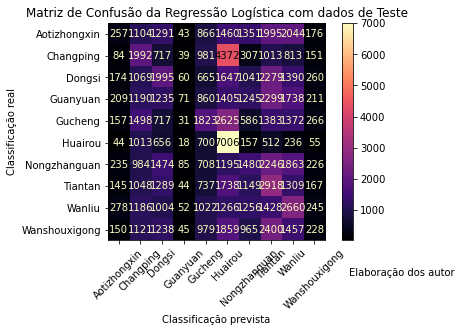 Matriz de Confusão da Regressão Logística com dados de Teste
Classificação real
Aotizhongxin 257 1104 1291 43 866 1460 1351 1995 2044 176
Changping 84 1992 717 39 981 4372 307 1013 813 151
Dongsi 174 1069 1995 60 665 1647 1041 2279 1390 260
Guanyuan 209 1190 1235 71 860 1405 1245 2299 1738 211
Gucheng 157 1498 717 31 1823 2625 586 1383 1372 266
Huairou 44 1013 656 18 700 7006 157 512 236 55
Nongzhanguan 235 984 1474 85 708 1195 1480 2246 1863 226
Tiantan 145 1048 1289 44 737 1738 1149 2918 1309 167
Wanliu 278 1186 1004 52 1022 1266 1256 1428 2660 245
Wanshouxigong 150 1121 1238 45 979 1859 965 2400 1457 228
Aotizhongxin
Changping
Dongsi
Guanyuan
Gucheng
Huairou
Nongzhanguan
Tiantan
Wanliu
Wanshouxigong
Classificação prevista
7000
6000
5000
4000
3000
2000
1000
Elaboração dos autor